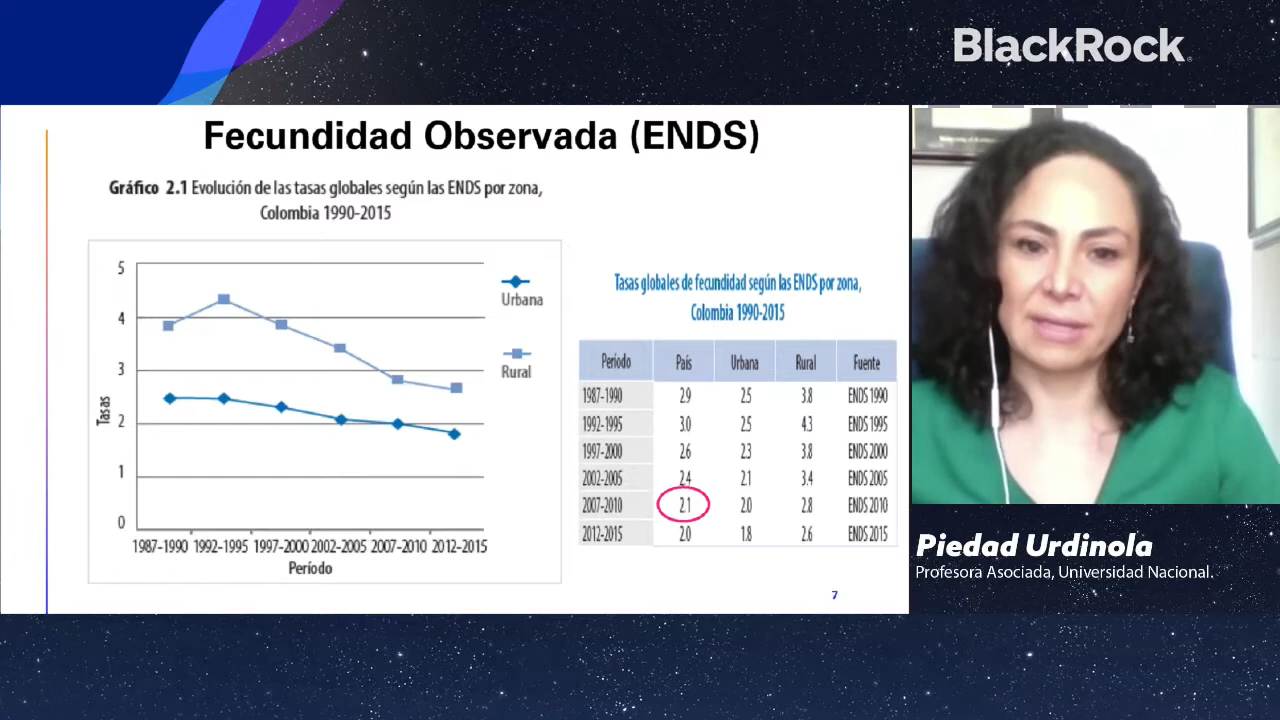 BlackRock
Fecundidad Observada (ENDS)
Gráfico 2.1 Evolución de las tasas globales según las ENDS por zona,
Colombia 1990-2015
5
4
3
2
1
0
Tasas
Urbana
Rural
1987-1990 1992-1995 1997-2000 2002-2005 2007-2010 2012-2015
Período
Tasas globales de fecundidad según las ENDS por zona,
Colombia 1990-2015
Período País Urbana Rural Fuente
1987-1990 2.9 2.5 3.8 ENDS 1990
1992-1995 3.0 2.5 4.3 ENDS 1995
1997-2000 2.6 2.3 3.8 ENDS 2000
2002-2005 2.4 2.1 3.4 ENDS 2005
2007-2010 2.1 2.0 2.8 ENDS 2010
2012-2015 2.0 1.8 2.6 ENDS 2015
7
Piedad Urdinola
Profesora Asociada, Universidad Nacional.